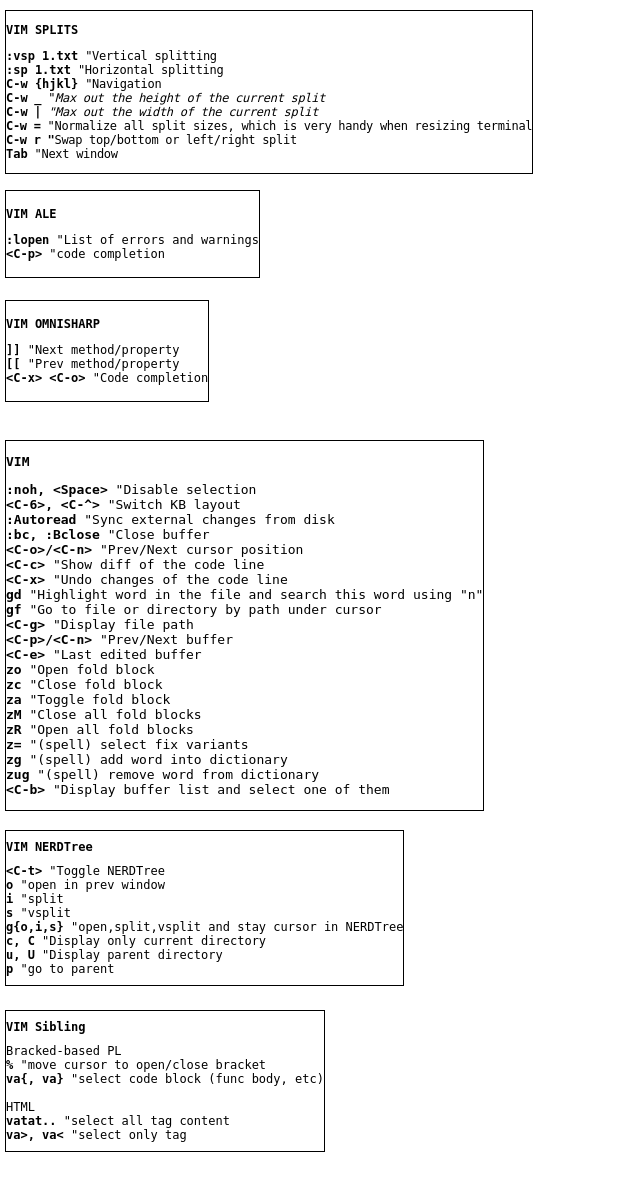 VIM SPLITS
:vsp 1.txt "Vertical splitting
:sp 1.txt "Horizontal splitting
C-w {hjkl} "Navigation
C-w _ "Max out the height of the current split
C-w | "Max out the width of the current split
C-w = "Normalize all split sizes, which is very handy when resizing terminal
C-w r "Swap top/bottom or left/right split
Tab "Next window
VIM ALE
:lopen "List of errors and warnings
<C-p> "code completion
VIM OMNISHARP
]] "Next method/property
[[ "Prev method/property
<C-x> <C-o> "Code completion
VIM
:noh, <Space> "Disable selection
<C-6>, <C-^> "Switch KB layout
:Autoread "Sync external changes from disk
:bc, :Bclose "Close buffer
<C-o>/<C-n> "Prev/Next cursor position
<C-c> "Show diff of the code line
<C-x> "Undo changes of the code line
gd "Highlight word in the file and search this word using "n"
gf "Go to file or directory by path under cursor
<C-g> "Display file path
<C-p>/<C-n> "Prev/Next buffer
<C-e> "Last edited buffer
zo "Open fold block
zc "Close fold block
za "Toggle fold block
zM "Close all fold blocks
zR "Open all fold blocks
z= "(spell) select fix variants
zg "(spell) add word into dictionary
zug "(spell) remove word from dictionary
<C-b> "Display buffer list and select one of them
VIM NERDTree
<C-t> "Toggle NERDTree
o "open in prev window
i "split
s "vsplit
g{o,i,s} "open,split,vsplit and stay cursor in NERDTree
c, C "Display only current directory
u, U "Display parent directory
p "go to parent
VIM Sibling
Bracked-based PL
% "move cursor to open/close bracket
va{, va} "select code block (func body, etc)
HTML
vatat.. "select all tag content
va>, va< "select only tag